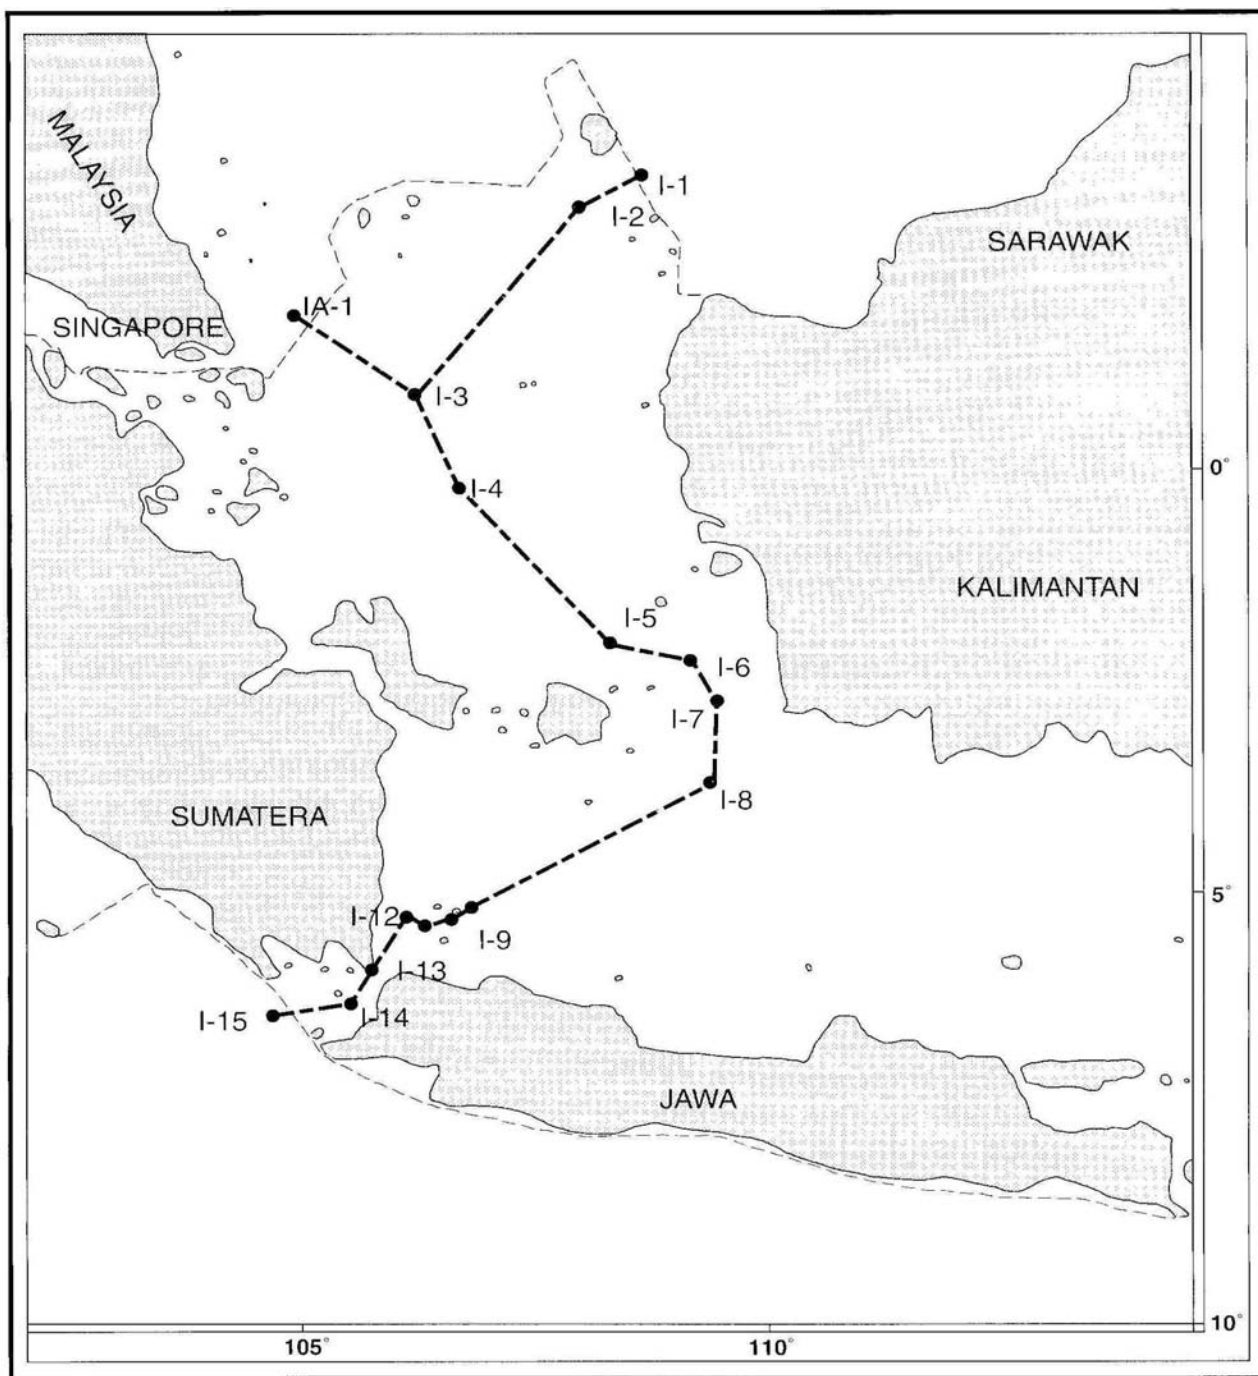 MALAYSIA
I-1
I-2
SARAWAK
IA-1
SINGAPORE
I-3
0°
I-4
KALIMANTAN
I-5
I-6
I-7
I-8
SUMATERA
5°
I-12
I-9
I-13
I-15
I-14
JAWA
10°
105°
110°